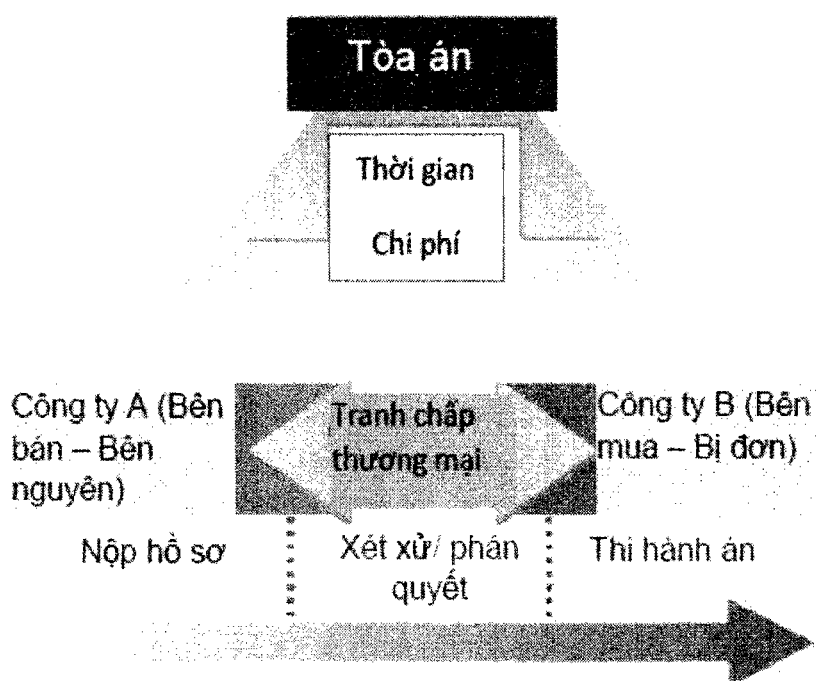 Tòa án
Thời gian
Chi phí
Công ty A (Bên
bán – Bên
nguyên)
Tranh chấp
thương mại
Công ty B (Bên
mua – Bị đơn)
Nộp hồ sơ
Xét xử/ phán
quyết
Thi hành án